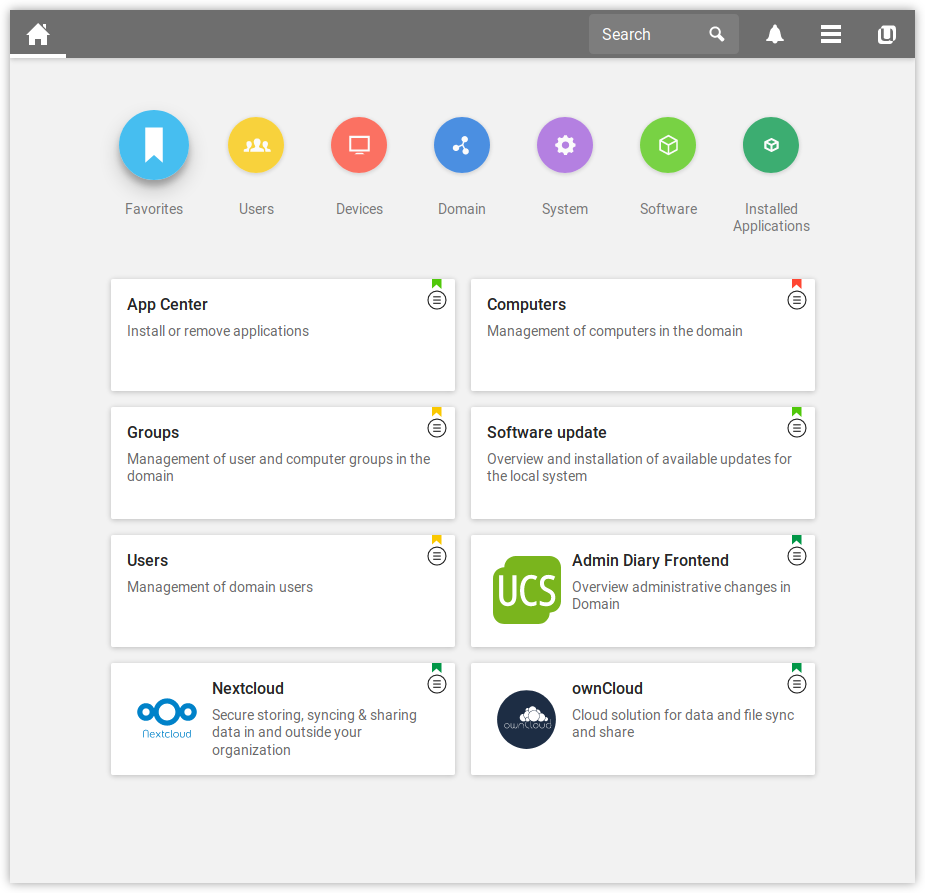 Search
Favorites
Users
Devices
Domain
System
Software
Installed
Applications
App Center
Install or remove applications
Computers
Management of computers in the domain
Groups
Management of user and computer groups in the
domain
Software update
Overview and installation of available updates for
the local system
Users
Management of domain users
UCS
Admin Diary Frontend
Overview administrative changes in
Domain
Nextcloud
Nextcloud
Secure storing, syncing & sharing
data in and outside your
organization
ownCloud
ownCloud
Cloud solution for data and file sync
and share